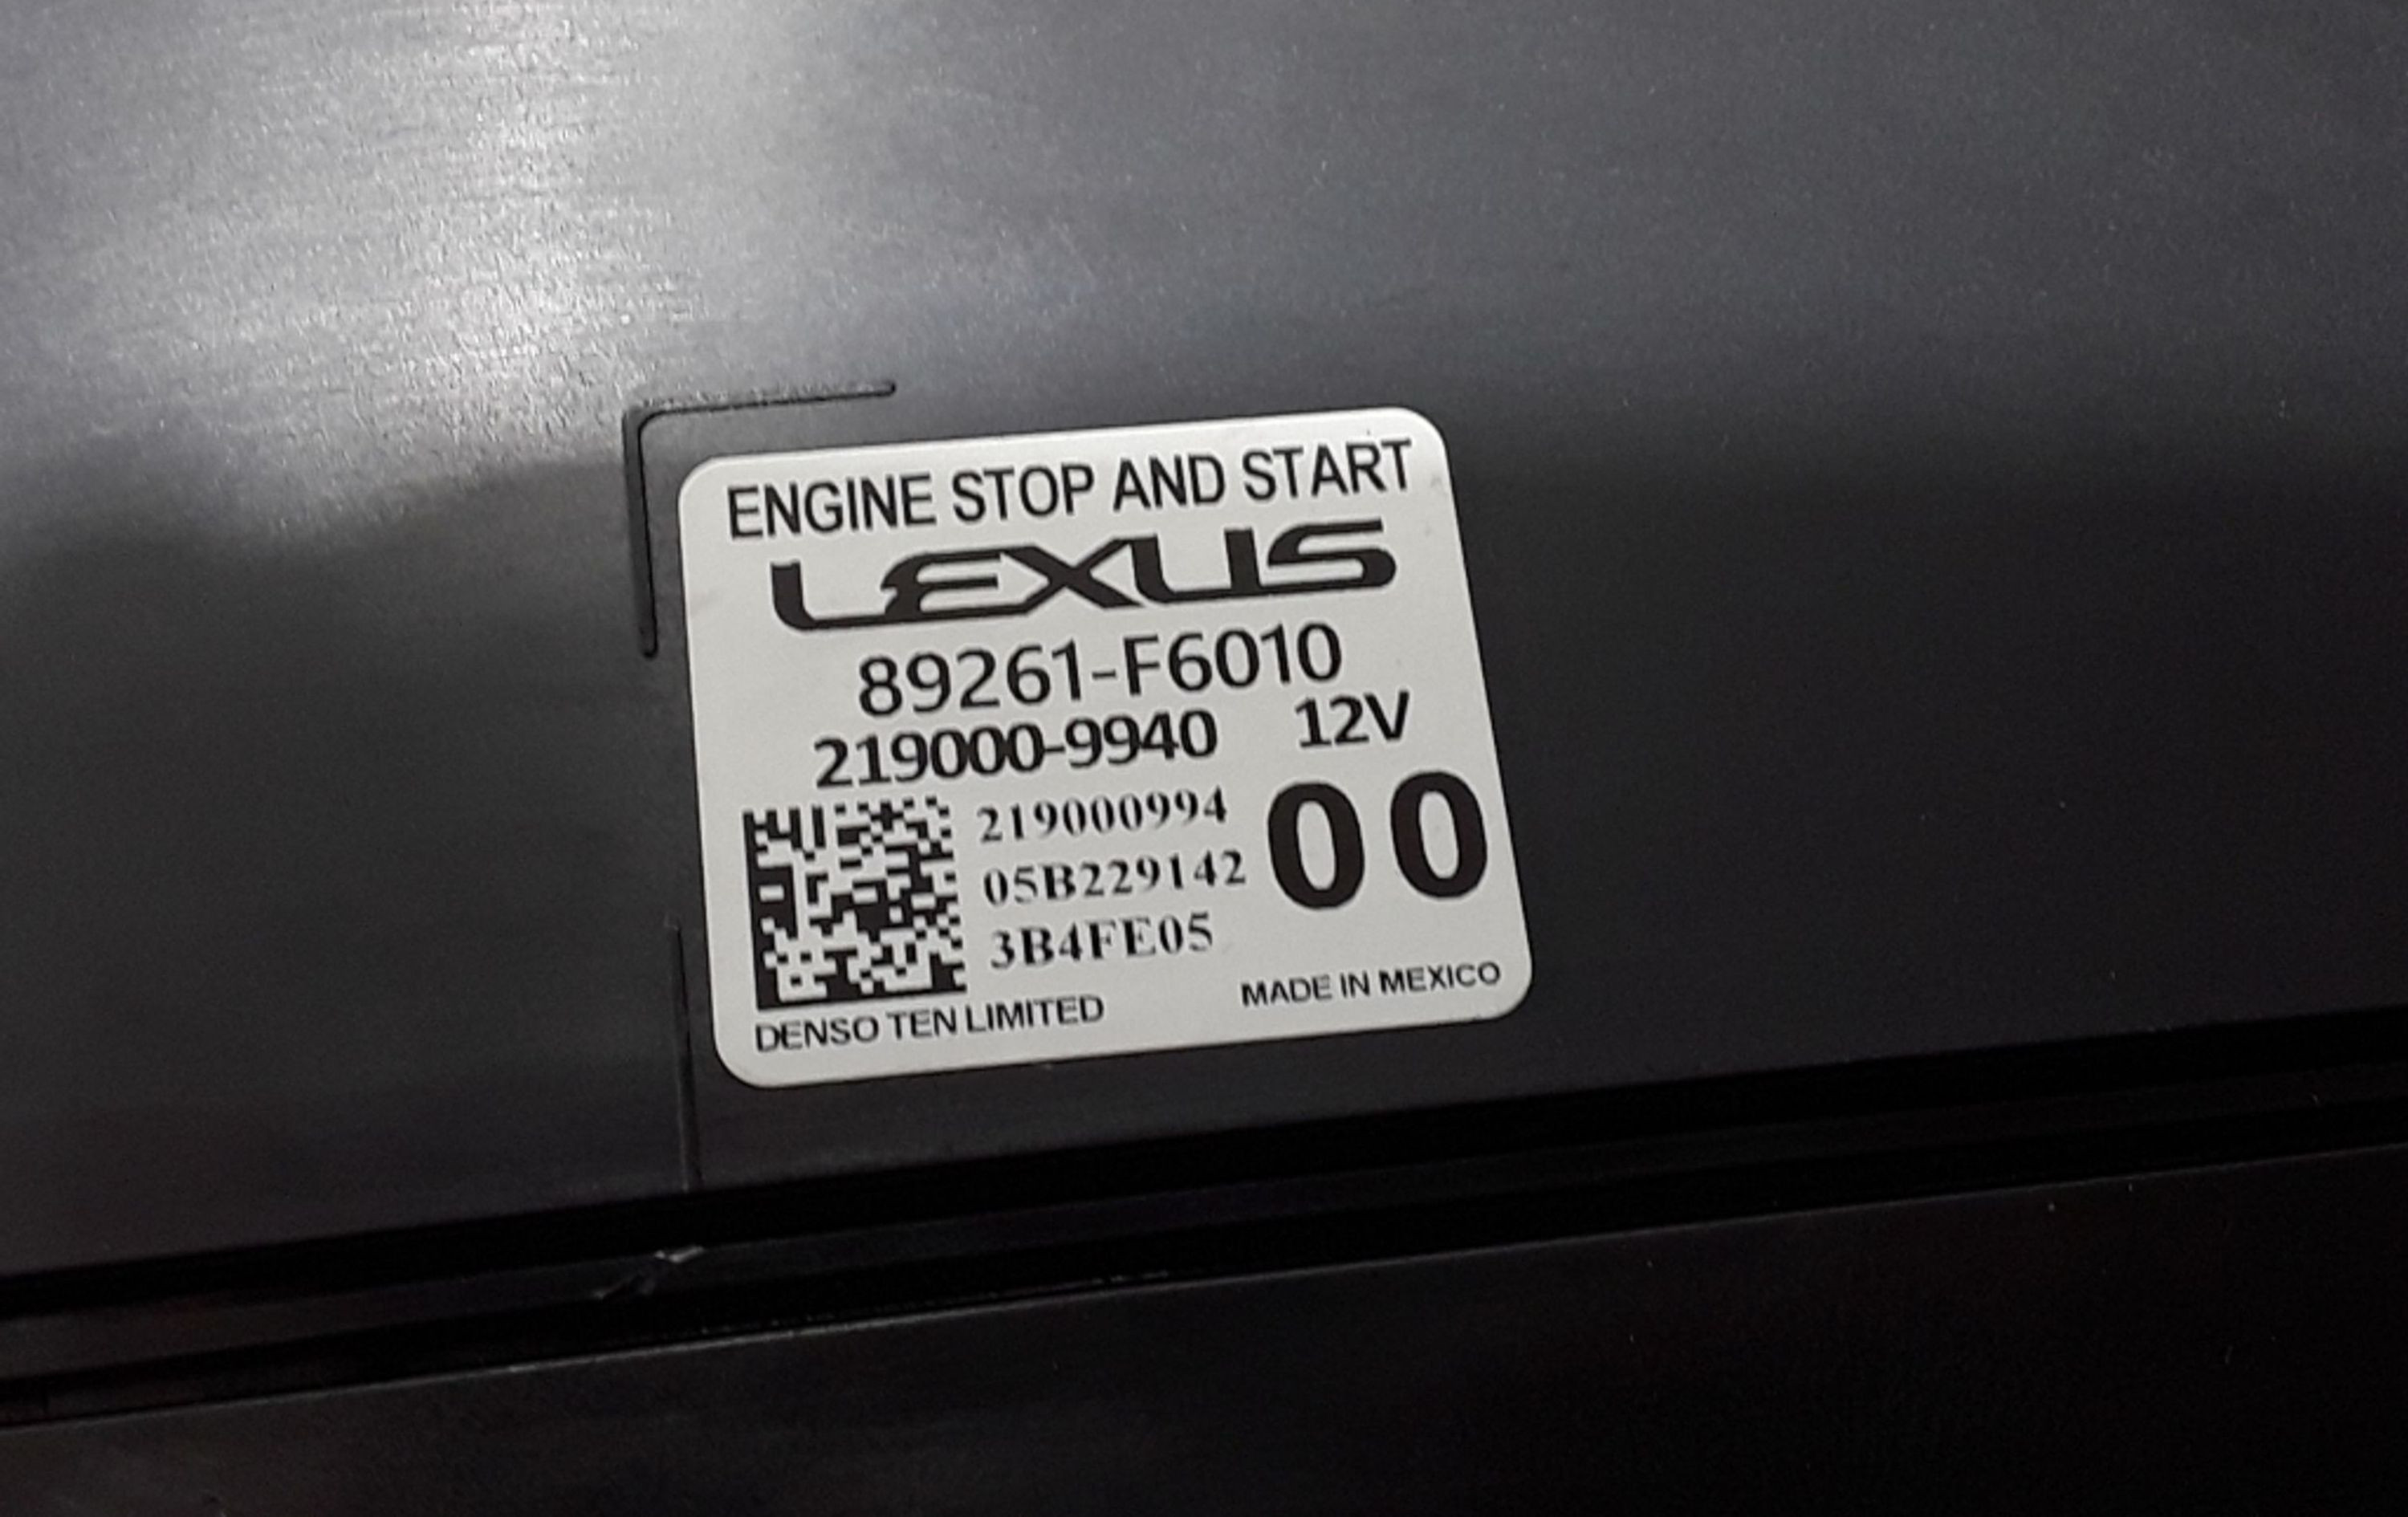 ENGINE STOP AND START
LEXUS
89261-F6010
219000-9940 12V
219000994
05B229142
3B4FE05
00
DENSO TEN LIMITED
MADE IN MEXICO